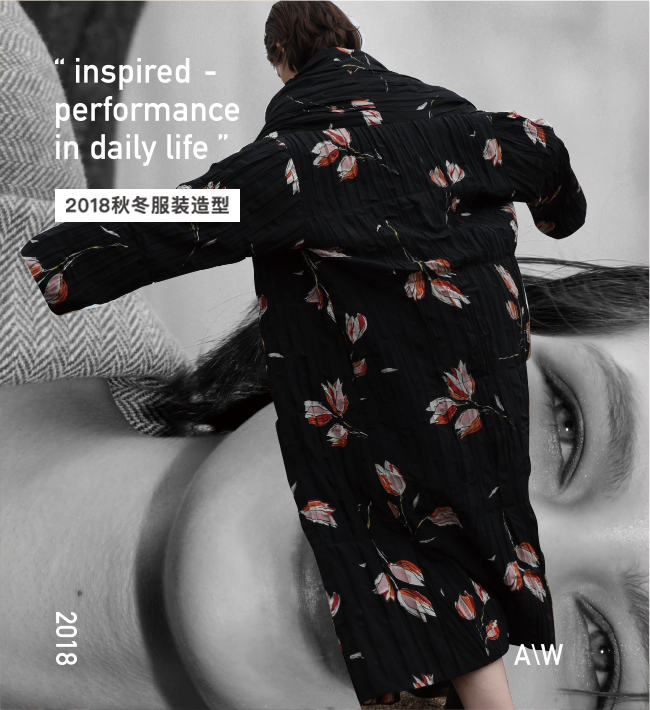 “ inspired -
performance
in daily life ”
2018秋冬服装造型
2018
A\W